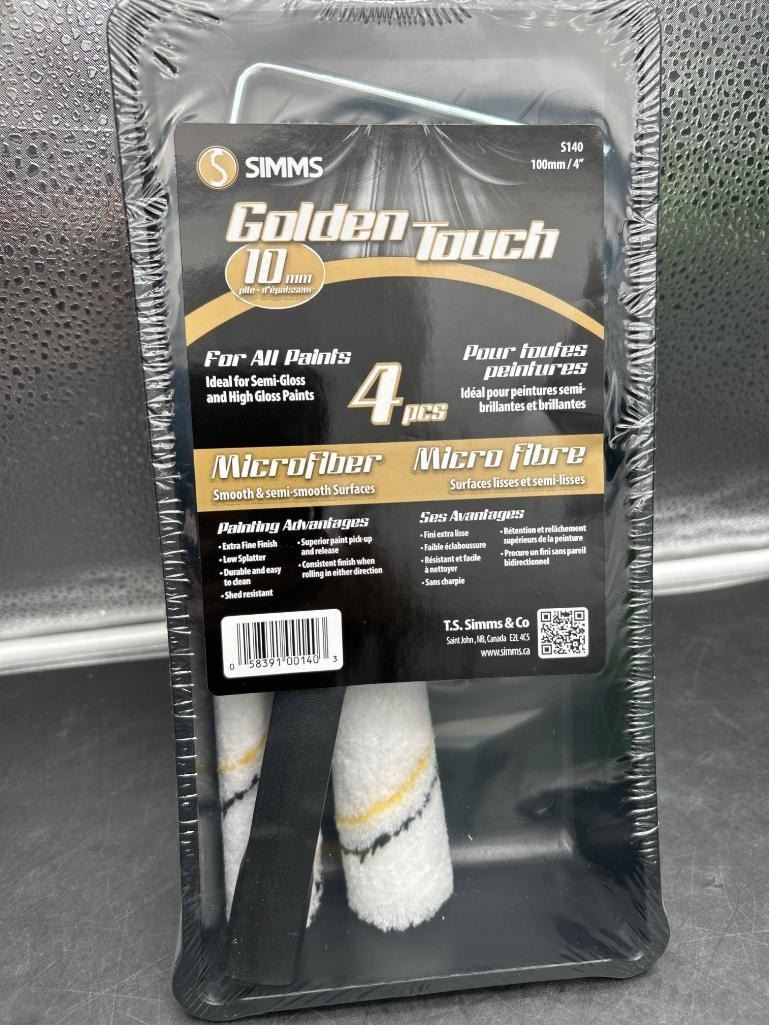 S SIMMS
S140
100mm / 4"
Golden Touch
10 mm
pile • d'épaisseur
For All Paints
Ideal for Semi-Gloss
and High Gloss Paints
4 pcs
Pour toutes
peintures
Idéal pour peintures semi-
brillantes et brillantes
Microfiber
Smooth & semi-smooth Surfaces
Micro fibre
Surfaces lisses et semi-lisses
Painting Advantages
• Extra Fine Finish
• Low Splatter
• Durable and easy
to clean
• Shed resistant
• Superior paint pick-up
and release
• Consistent finish when
rolling in either direction
Ses Avantages
• Fini extra lisse
• Faible éclaboussure
• Résistant et facile
à nettoyer
• Sans charpie
• Rétention et relâchement
supérieurs de la peinture
• Procure un fini sans pareil
bidirectionnel
0 58391 00140 3
T.S. Simms & Co
Saint John, NB, Canada E2L 4C5
www.simms.ca